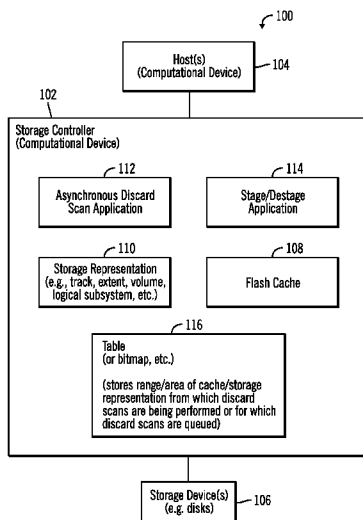 100
Host(s)
(Computational Device)
104
102
Storage Controller
(Computational Device)
112
Asynchronous Discard
Scan Application
114
Stage/Destage
Application
110
Storage Representation
(e.g., track, extent, volume,
logical subsystem, etc.)
108
Flash Cache
116
Table
(or bitmap, etc.)
(stores range/area of cache/storage
representation from which discard
scans are being performed or for which
discard scans are queued)
Storage Device(s)
(e.g. disks)
106